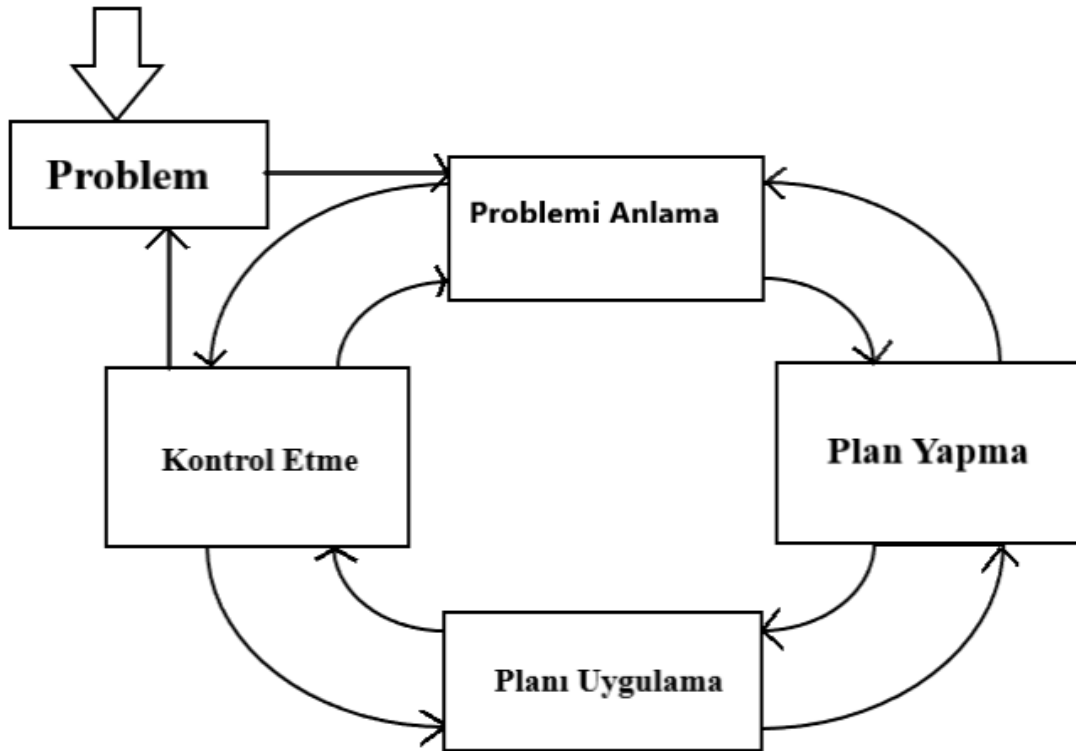 Problem
Problemi Anlama
Kontrol Etme
Plan Yapma
Planı Uygulama